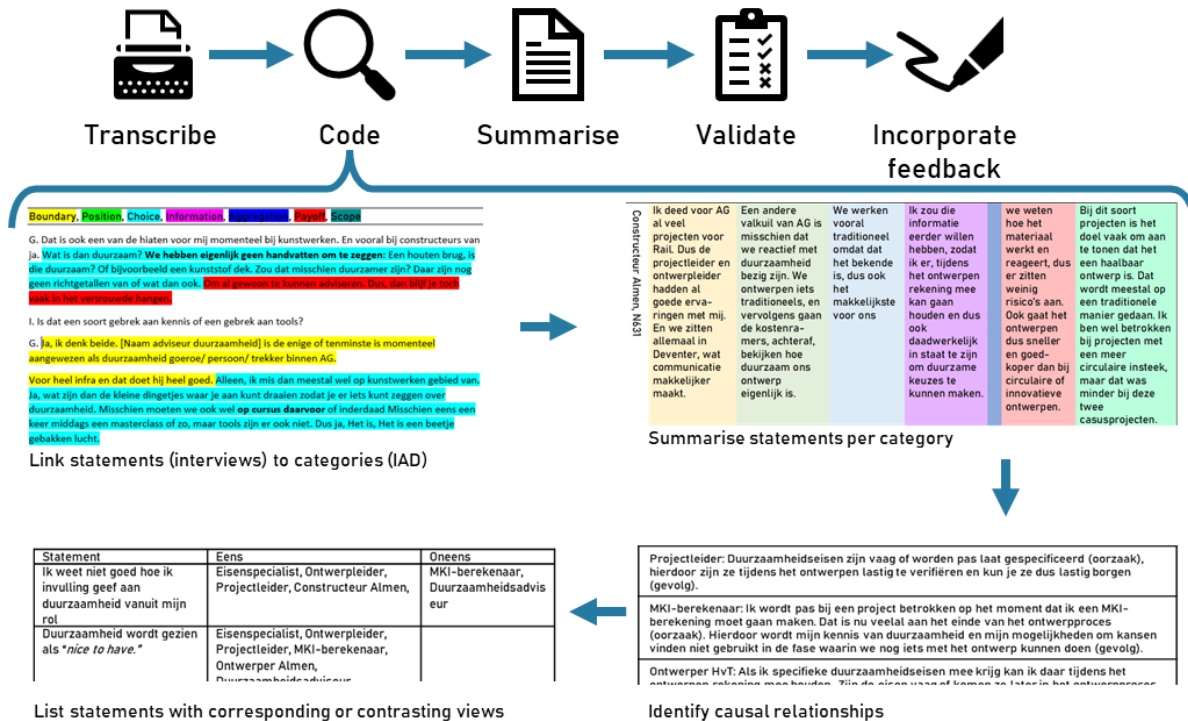 Transcribe
Code
Summarise
Validate
Incorporate
feedback
Boundary, Position, Choice, Information, Aggregation, Payoff, Scope
G. Dat is ook een van de hiaten voor mij momenteel bij kunstwerken. En vooral bij constructeurs van
ja. Wat is dan duurzaam? We hebben eigenlijk geen handvatten om te zeggen: Een houten brug, is
die duurzaam? Of bijvoorbeeld een kunststof dek. Zou dat misschien duurzamer zijn? Daar zijn nog
geen richtgetallen van of wat dan ook. Om al gewoon te kunnen adviseren. Dus, dan blijf je toch
vaak in het vertrouwde hangen.
I. Is dat een soort gebrek aan kennis of een gebrek aan tools?
G. Ja, ik denk beide. [Naam adviseur duurzaamheid] is de enige of tenminste is momenteel
aangewezen als duurzaamheid goeroe/ persoon/ trekker binnen AG.
Voor heel infra en dat doet hij heel goed. Alleen, ik mis dan meestal wel op kunstwerken gebied van.
Ja, wat zijn dan de kleine dingetjes waar je aan kunt draaien zodat je er iets kunt zeggen over
duurzaamheid. Misschien moeten we ook wel op cursus daarvoor of inderdaad Misschien eens een
keer middags een masterclass of zo, maar tools zijn er ook niet. Dus ja, Het is, Het is een beetje
gebakken lucht.
Link statements (interviews) to categories (IAD)
Constructeur Almen, N631
Ik deed voor AG
al veel
projecten voor
Rail. Dus de
projectleider en
ontwerpleider
hadden al
goede erva-
ringen met mij.
En we zitten
allemaal in
Deventer, wat
communicatie
makkelijker
maakt.
Een andere
valkuil van AG is
misschien dat
we reactief met
duurzaamheid
bezig zijn. We
ontwerpen iets
traditioneels, en
vervolgens gaan
de kostenra-
mers, achteraf,
bekijken hoe
duurzaam ons
ontwerp
eigenlijk is.
We werken
vooral
traditioneel
omdat dat
het bekende
is, dus ook
het
makkelijkste
voor ons
Ik zou die
informatie
eerder willen
hebben, zodat
ik er, tijdens
het ontwerpen
rekening mee
kan gaan
houden en dus
ook
daadwerkelijk
in staat te zijn
om duurzame
keuzes te
kunnen maken.
we weten
hoe het
materiaal
werkt en
reageert, dus
er zitten
weinig
risico's aan.
Ook gaat het
ontwerpen
dus sneller
en goed-
koper dan bij
circulaire of
innovatieve
ontwerpen.
Bij dit soort
projecten is het
doel vaak om aan
te tonen dat het
een haalbaar
ontwerp is. Dat
wordt meestal op
een traditionele
manier gedaan. Ik
ben wel betrokken
bij projecten met
een meer
circulaire insteek,
maar dat was
minder bij deze
twee
casusprojecten.
Summarise statements per category
Statement
Eens
Oneens
Ik weet niet goed hoe ik
invulling geef aan
duurzaamheid vanuit mijn
rol
Eisenspecialist, Ontwerpleider,
Projectleider, Constructeur Almen,
MKI-berekenaar,
Duurzaamheidsadvis
eur
Duurzaamheid wordt gezien
als "nice to have."
Eisenspecialist, Ontwerpleider,
Projectleider, MKI-berekenaar,
Ontwerper Almen,
Duurzaamheidsadviseur
List statements with corresponding or contrasting views
Projectleider: Duurzaamheidseisen zijn vaag of worden pas laat gespecificeerd (oorzaak),
hierdoor zijn ze tijdens het ontwerpen lastig te verifiëren en kun je ze dus lastig borgen
(gevolg).
MKI-berekenaar: Ik wordt pas bij een project betrokken op het moment dat ik een MKI-
berekening moet gaan maken. Dat is nu veelal aan het einde van het ontwerpproces
(oorzaak). Hierdoor wordt mijn kennis van duurzaamheid en mijn mogelijkheden om kansen
vinden niet gebruikt in de fase waarin we nog iets met het ontwerp kunnen doen (gevolg).
Ontwerper HvT: Als ik specifieke duurzaamheidseisen mee krijg kan ik daar tijdens het
ontwerpen rekening mee houden. Zijn de eisen vaag of komen ze later in het ontwerpproces
Identify causal relationships